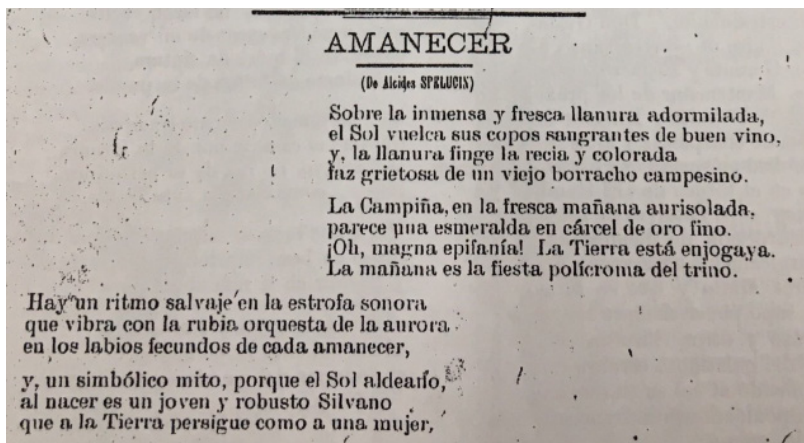 AMANECER
(De Alcides SPELUCIN)
Sobre la inmensa y fresca llanura adormilada,
el Sol vuelca sus copos sangrantes de buen vino,
y, la llanura finge la recia y colorada
faz grietosa de un viejo borracho campesino.
La Campiña, en la fresca mañana aurisolada,
parece una esmeralda en cárcel de oro fino.
¡Oh, magna epifanía! La Tierra está enjogaya.
La mañana es la fiesta polícroma del trino.
Hay un ritmo salvaje en la estrofa sonora
que vibra con la rubia orquesta de la aurora
en los labios fecundos de cada amanecer,
y, un simbólico mito, porque el Sol aldeano,
al nacer es un joven y robusto Silvano
que a la Tierra persigue como a una mujer,